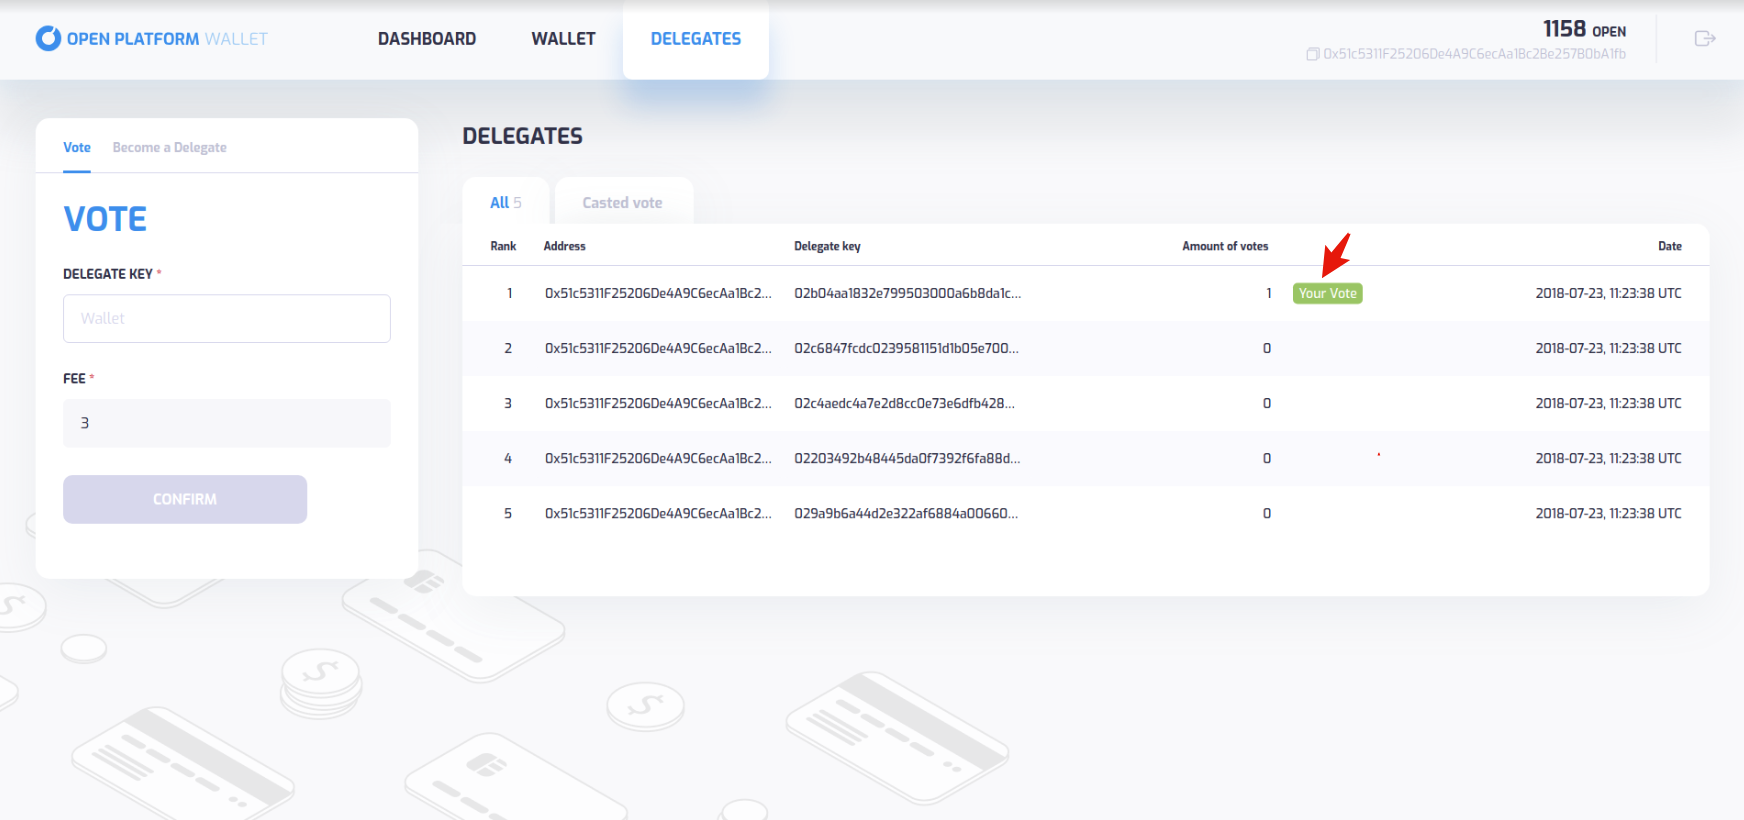 OPEN PLATFORM WALLET
DASHBOARD
WALLET
DELEGATES
1158 OPEN
0x51c5311F25206De4A9C6ecAa1Bc2Be257B0bA1fb
Vote
Become a Delegate
VOTE
DELEGATE KEY *
Wallet
FEE *
3
CONFIRM
DELEGATES
All 5
Casted vote
Rank Address Delegate key Amount of votes Date
1 0x51c5311F25206De4A9C6ecAa1Bc2... 02b04aa1832e799503000a6b8da1c... 1 Your Vote 2018-07-23, 11:23:38 UTC
2 0x51c5311F25206De4A9C6ecAa1Bc2... 02c6847fcdc0239581151d1b05e700... 0 2018-07-23, 11:23:38 UTC
3 0x51c5311F25206De4A9C6ecAa1Bc2... 02c4aedc4a7e2d8cc0e73e6dfb428... 0 2018-07-23, 11:23:38 UTC
4 0x51c5311F25206De4A9C6ecAa1Bc2... 02203492b48445da0f7392f6fa88d... 0 2018-07-23, 11:23:38 UTC
5 0x51c5311F25206De4A9C6ecAa1Bc2... 029a9b6a44d2e322af6884a00660... 0 2018-07-23, 11:23:38 UTC